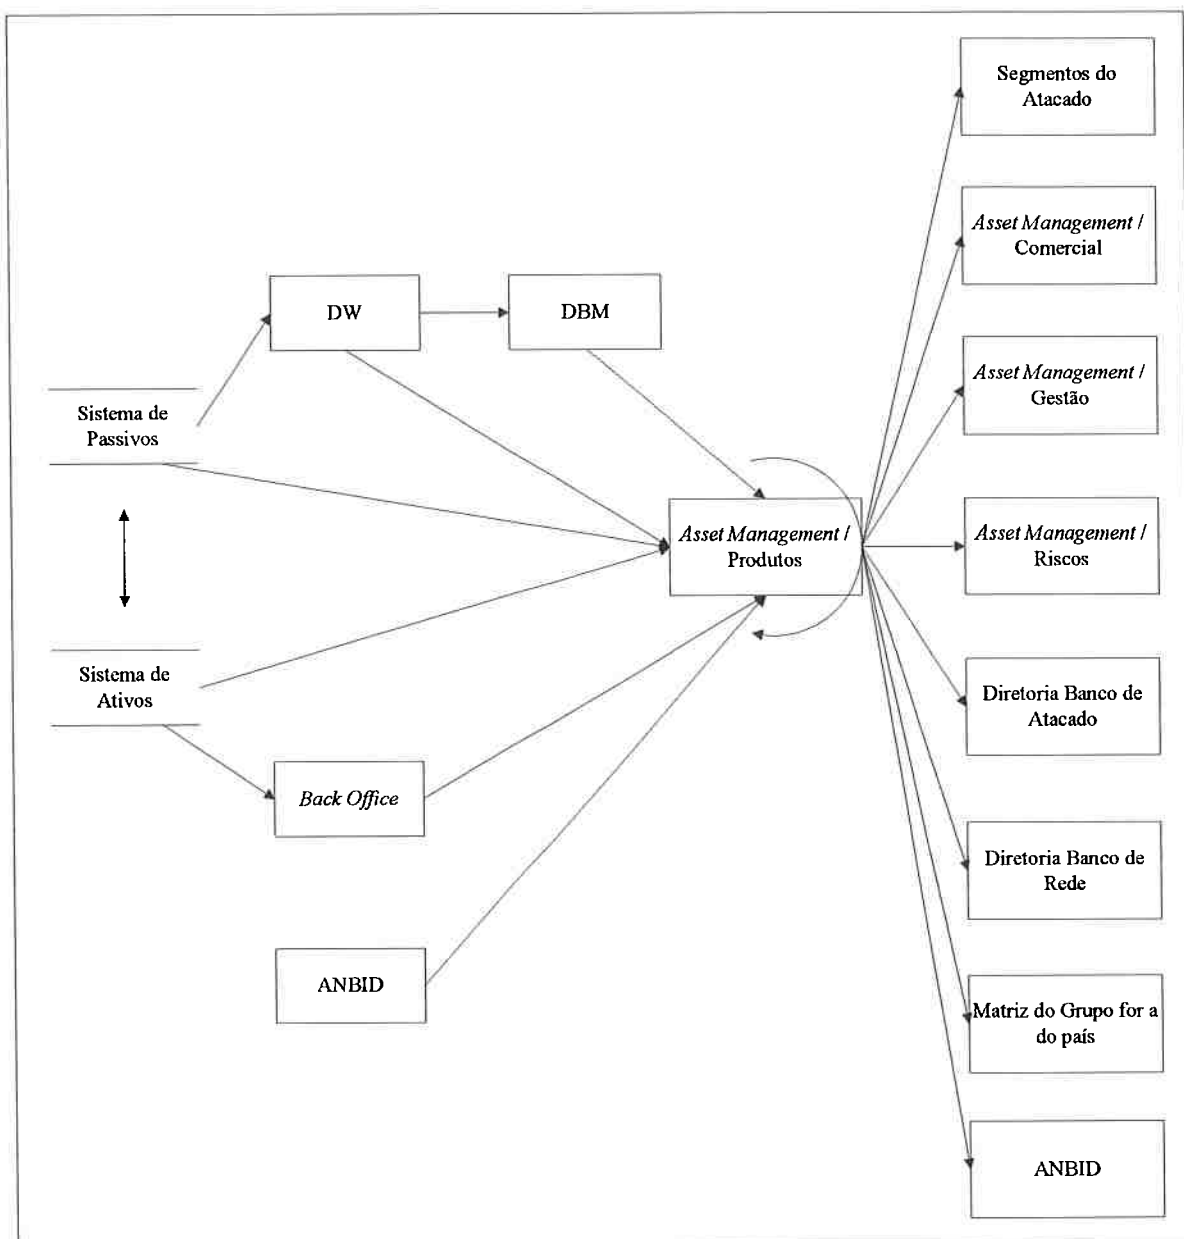 Segmentos do
Atacado
Asset Management /
Comercial
DW
DBM
Asset Management /
Gestão
Sistema de
Passivos
Asset Management /
Produtos
Asset Management /
Riscos
Sistema de
Ativos
Diretoria Banco de
Atacado
Back Office
Diretoria Banco de
Rede
ANBID
Matriz do Grupo for a
do país
ANBID